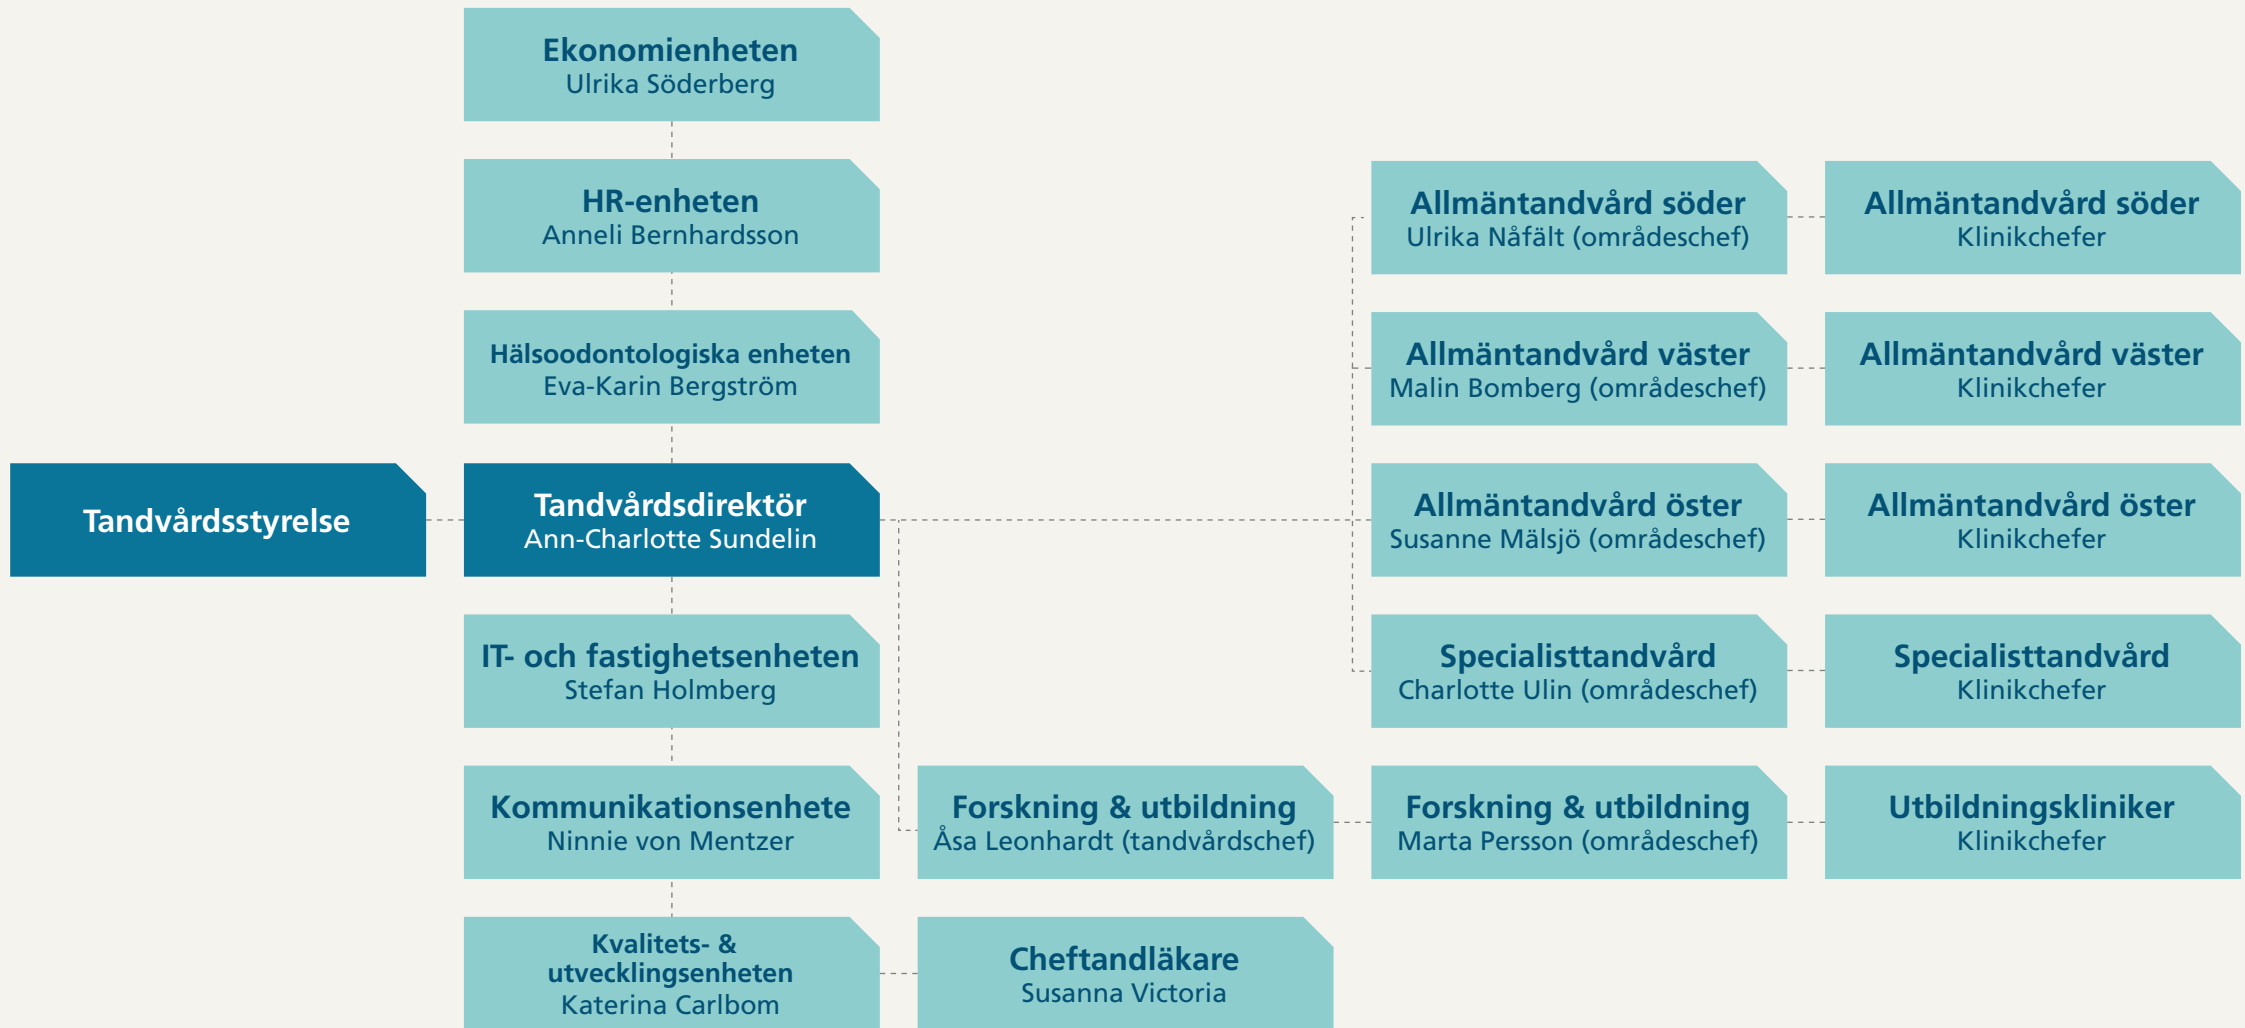 Ekonomienheten
Ulrika Söderberg
HR-enheten
Anneli Bernhardsson
Allmäntandvård söder
Ulrika Nåfält (områdeschef)
Allmäntandvård söder
Klinikchefer
Hälsoodontologiska enheten
Eva-Karin Bergström
Allmäntandvård väster
Malin Bomberg (områdeschef)
Allmäntandvård väster
Klinikchefer
Tandvårdsstyrelse
Tandvårdsdirektör
Ann-Charlotte Sundelin
Allmäntandvård öster
Susanne Mälsjö (områdeschef)
Allmäntandvård öster
Klinikchefer
IT- och fastighetsenheten
Stefan Holmberg
Specialisttandvård
Charlotte Ulin (områdeschef)
Specialisttandvård
Klinikchefer
Kommunikationsenhete
Ninnie von Mentzer
Forskning & utbildning
Åsa Leonhardt (tandvårdschef)
Forskning & utbildning
Marta Persson (områdeschef)
Utbildningskliniker
Klinikchefer
Kvalitets- &
utvecklingsenheten
Katerina Carlbom
Cheftandläkare
Susanna Victoria